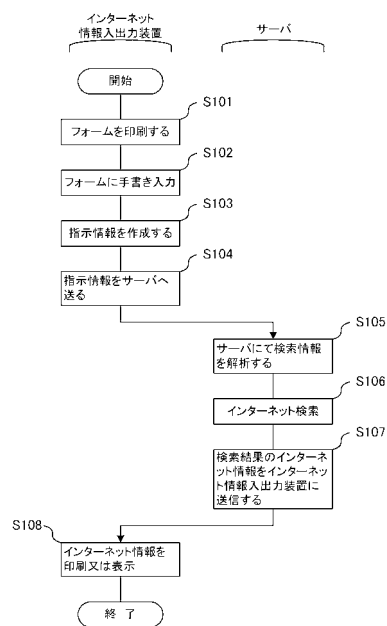 インターネット
情報入出力装置
サーバ
開始
S101
フォームを印刷する
S102
フォームに手書き入力
S103
指示情報を作成する
S104
指示情報をサーバへ
送る
S105
サーバにて検索情報
を解析する
S106
インターネット検索
S107
検索結果のインターネ
ット情報をインターネッ
ト情報入出力装置に
送信する
S108
インターネット情報を
印刷又は表示
終了